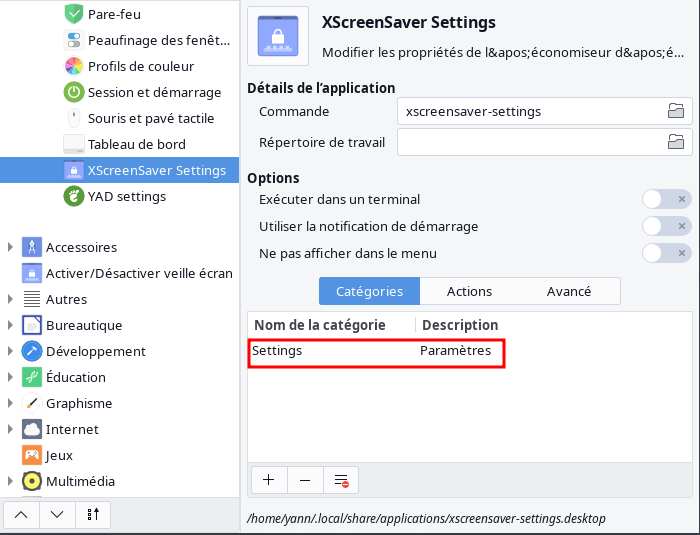 Pare-feu
Peaufinage des fenêt...
Profils de couleur
Session et démarrage
Souris et pavé tactile
Tableau de bord
XScreenSaver Settings
YAD settings
Accessoires
Activer/Désactiver veille écran
Autres
Bureautique
Développement
Éducation
Graphisme
Internet
Jeux
Multimédia
XScreenSaver Settings
Modifier les propriétés de l&apos;économiseur d&apos;é...
Détails de l’application
Commande
xscreensaver-settings
Répertoire de travail
Options
Exécuter dans un terminal
Utiliser la notification de démarrage
Ne pas afficher dans le menu
Catégories Actions Avancé
Nom de la catégorie Description
Settings Paramètres
/home/yann/.local/share/applications/xscreensaver-settings.desktop